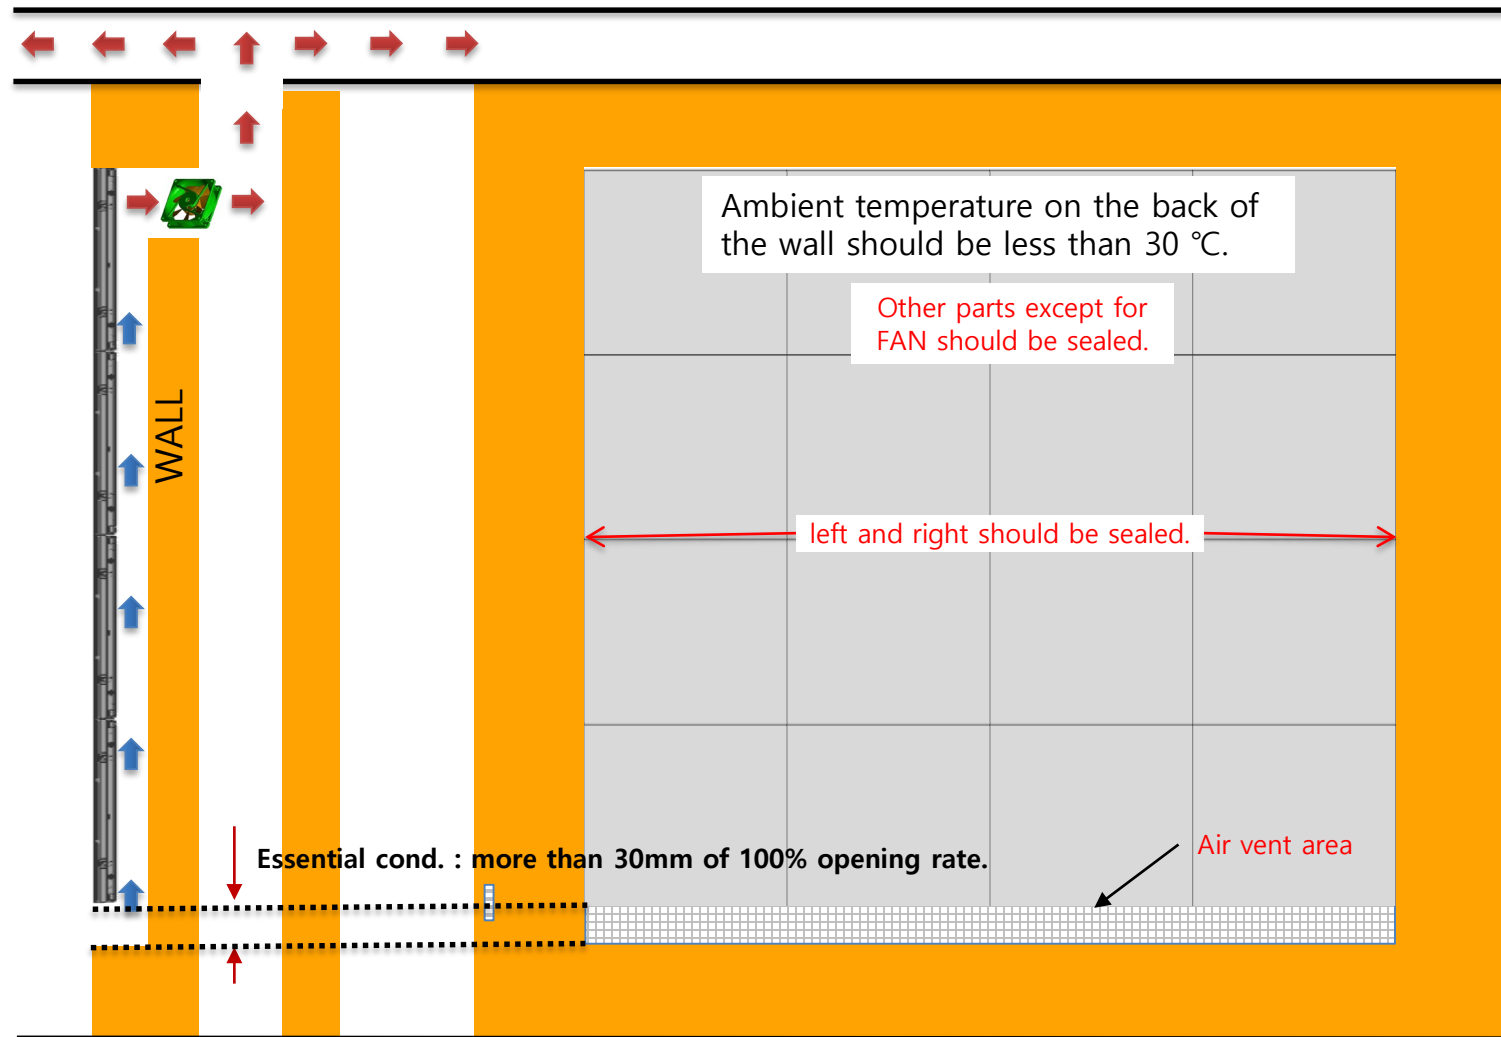 Ambient temperature on the back of
the wall should be less than 30 ℃.
Other parts except for
FAN should be sealed.
WALL
left and right should be sealed.
Air vent area
Essential cond. : more than 30mm of 100% opening rate.